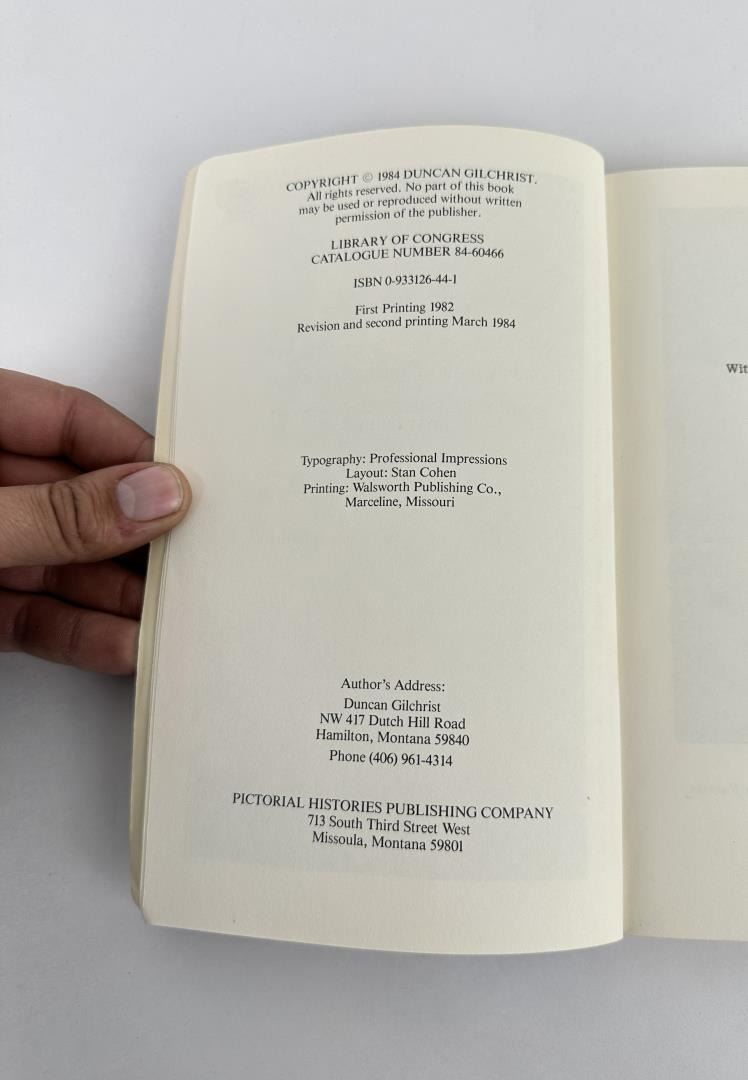 COPYRIGHT © 1984 DUNCAN GILCHRIST.
All rights reserved. No part of this book
may be used or reproduced without written
permission of the publisher.
LIBRARY OF CONGRESS
CATALOGUE NUMBER 84-60466
ISBN 0-933126-44-1
First Printing 1982
Revision and second printing March 1984
Typography: Professional Impressions
Layout: Stan Cohen
Printing: Walsworth Publishing Co.,
Marceline, Missouri
Author's Address:
Duncan Gilchrist
NW 417 Dutch Hill Road
Hamilton, Montana 59840
Phone (406) 961-4314
PICTORIAL HISTORIES PUBLISHING COMPANY
713 South Third Street West
Missoula, Montana 59801
Wit